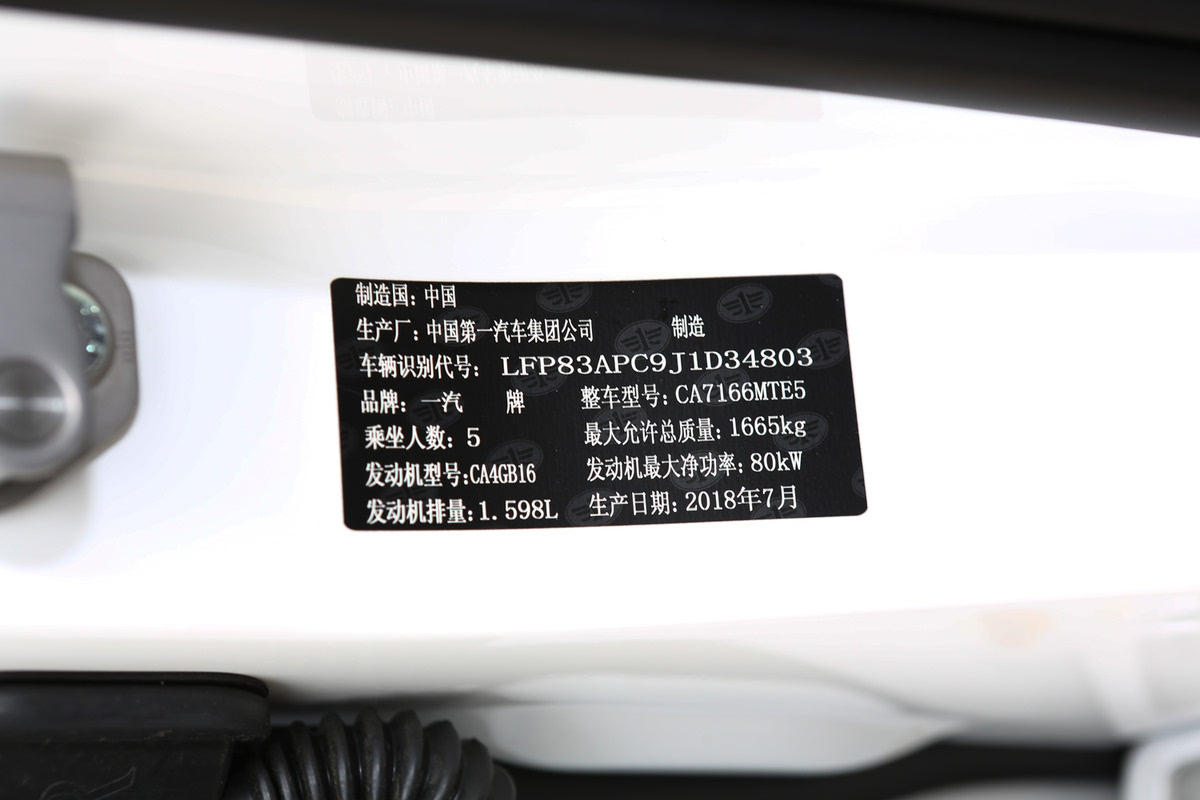 制造国：中国
生产厂：中国第一汽车集团公司 制造
车辆识别代号：LFP83APC9J1D34803
品牌：一汽 牌 整车型号：CA7166MTE5
乘坐人数：5 最大允许总质量：1665kg
发动机型号：CA4GB16 发动机最大净功率：80kW
发动机排量：1.598L 生产日期：2018年7月